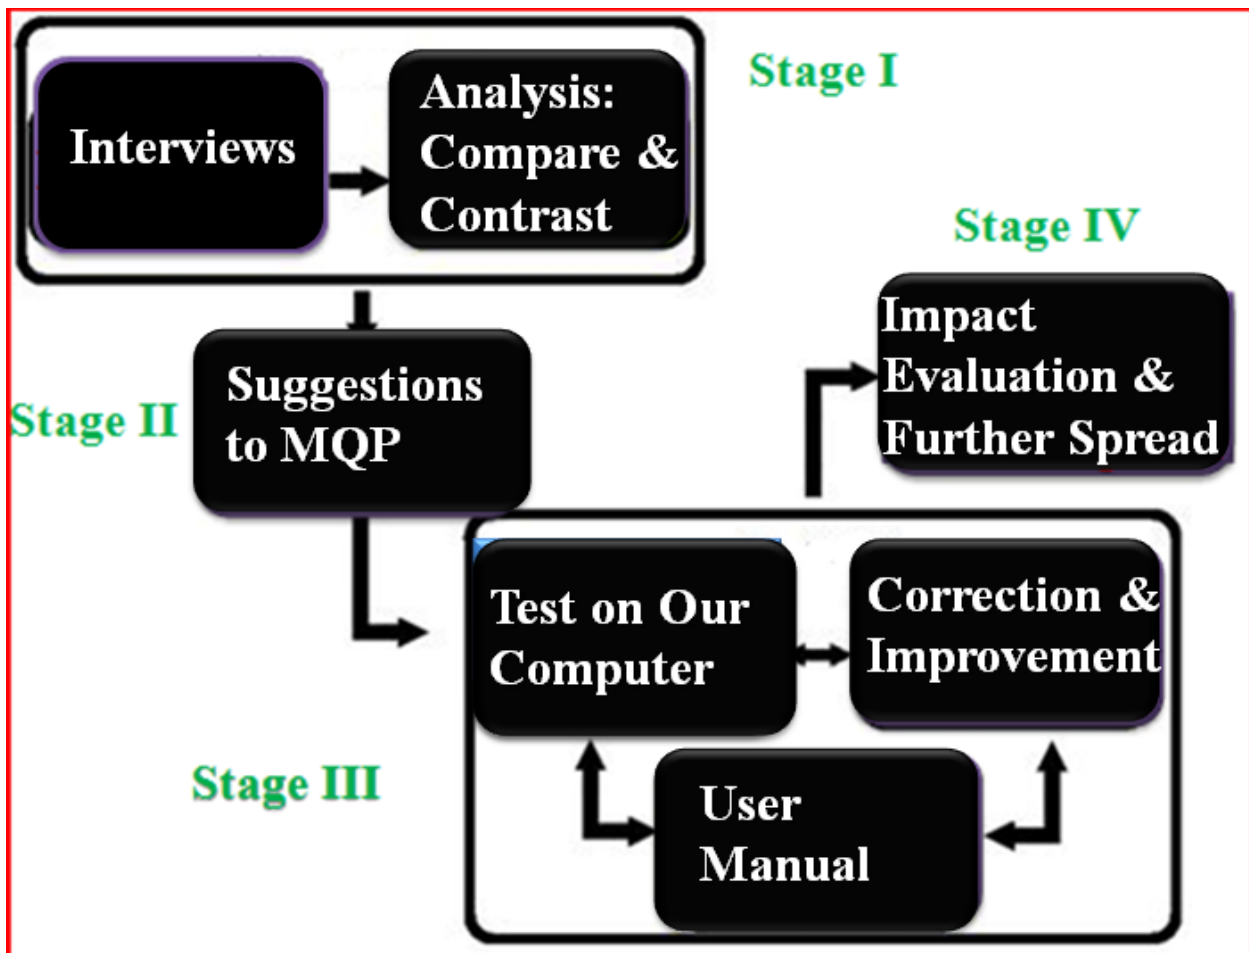 Stage I
Interviews
Analysis:
Compare &
Contrast
Stage II
Suggestions
to MQP
Stage III
Test on Our
Computer
Correction &
Improvement
User
Manual
Stage IV
Impact
Evaluation &
Further Spread